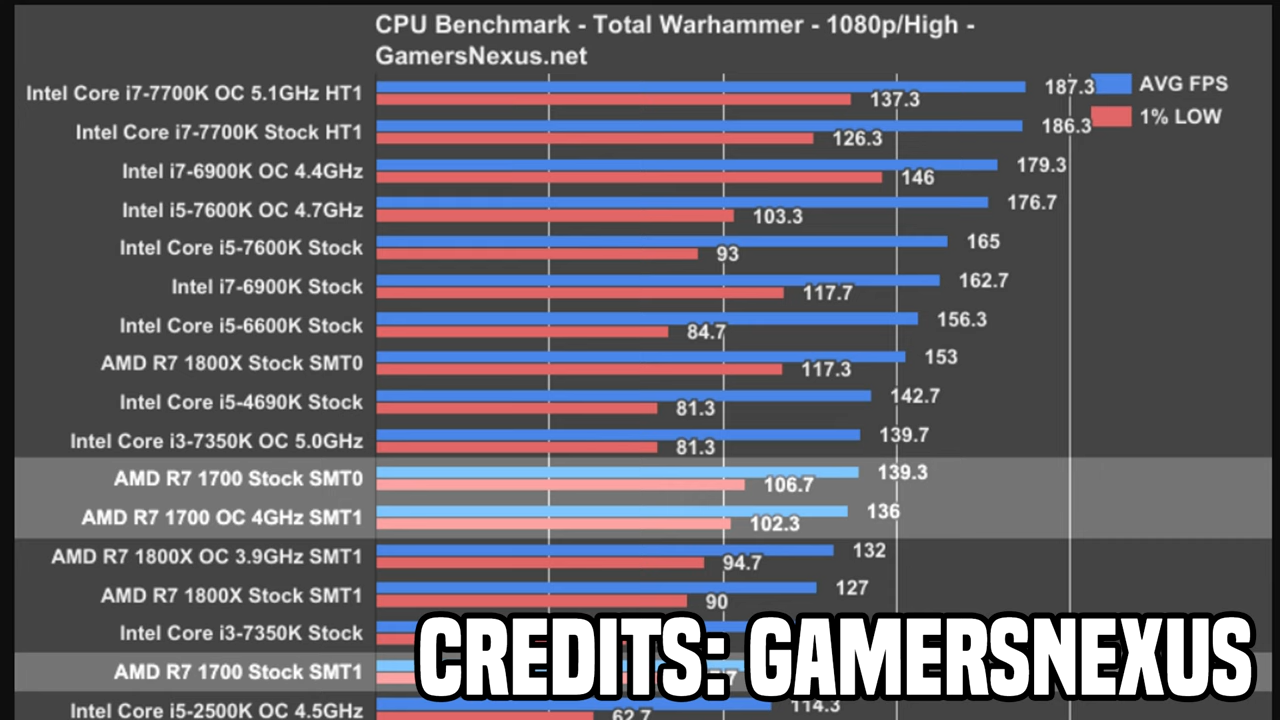 CPU Benchmark - Total Warhammer - 1080p/High -
GamersNexus.net
AVG FPS
1% LOW
Intel Core i7-7700K OC 5.1GHz HT1 187.3 137.3
Intel Core i7-7700K Stock HT1 186.3 126.3
Intel i7-6900K OC 4.4GHz 179.3 146
Intel i5-7600K OC 4.7GHz 176.7 103.3
Intel Core i5-7600K Stock 165 93
Intel i7-6900K Stock 162.7 117.7
Intel Core i5-6600K Stock 156.3 84.7
AMD R7 1800X Stock SMT0 153 117.3
Intel Core i5-4690K Stock 142.7 81.3
Intel Core i3-7350K OC 5.0GHz 139.7 81.3
AMD R7 1700 Stock SMT0 139.3 106.7
AMD R7 1700 OC 4GHz SMT1 136 102.3
AMD R7 1800X OC 3.9GHz SMT1 132 94.7
AMD R7 1800X Stock SMT1 127 90
Intel Core i3-7350K Stock
AMD R7 1700 Stock SMT1
Intel Core i5-2500K OC 4.5GHz 114.3 62.7
CREDITS: GAMERSNEXUS